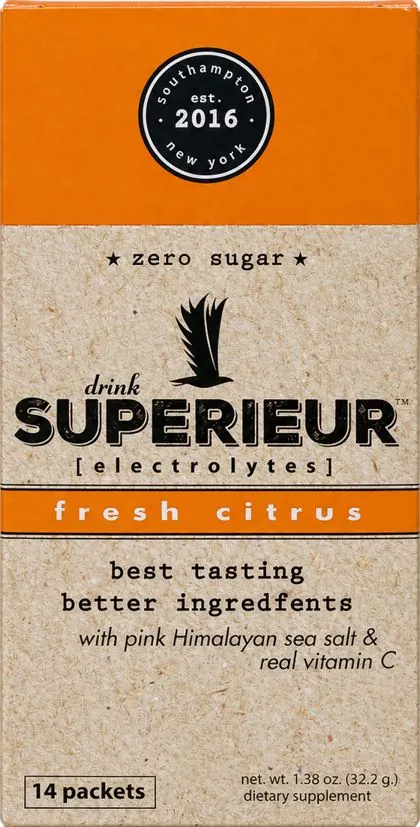 southampton
est.
2016
new york
★ zero sugar ★
drink
SUPERIEUR™
[electrolytes]
fresh citrus
best tasting
better ingredfents
with pink Himalayan sea salt &
real vitamin C
14 packets
net. wt. 1.38 oz. (32.2 g.)
dietary supplement